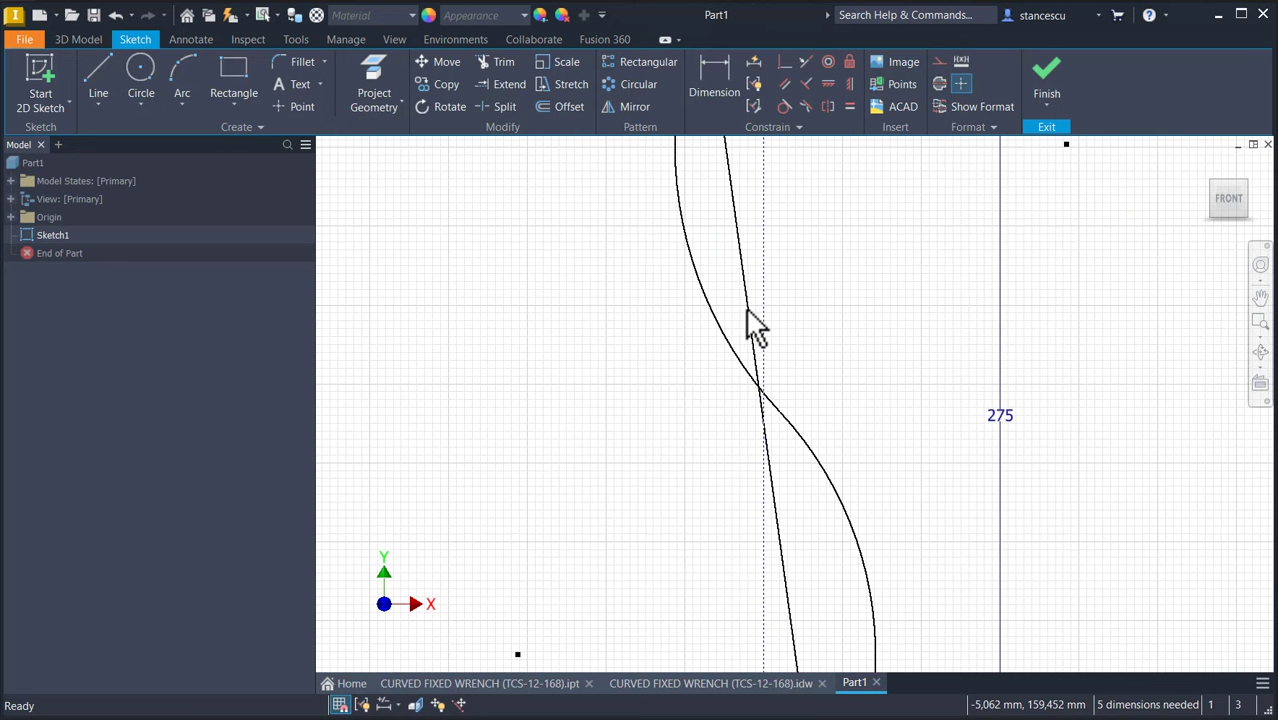 Material
Appearance
Part1
Search Help & Commands...
stancescu
File
3D Model
Sketch
Annotate
Inspect
Tools
Manage
View
Environments
Collaborate
Fusion 360
Start
2D Sketch
Line
Circle
Arc
Rectangle
Fillet
Text
Point
Project
Geometry
Move
Copy
Rotate
Trim
Extend
Split
Scale
Stretch
Offset
Rectangular
Circular
Mirror
Dimension
Image
Points
ACAD
Show Format
Finish
Sketch
Create
Modify
Pattern
Constrain
Insert
Format
Exit
Model
Part1
Model States: [Primary]
View: [Primary]
Origin
Sketch1
End of Part
FRONT
275
Y
X
Home
CURVED FIXED WRENCH (TCS-12-168).ipt
CURVED FIXED WRENCH (TCS-12-168).idw
Part1
Ready
-5,062 mm, 159,452 mm
5 dimensions needed
1
3